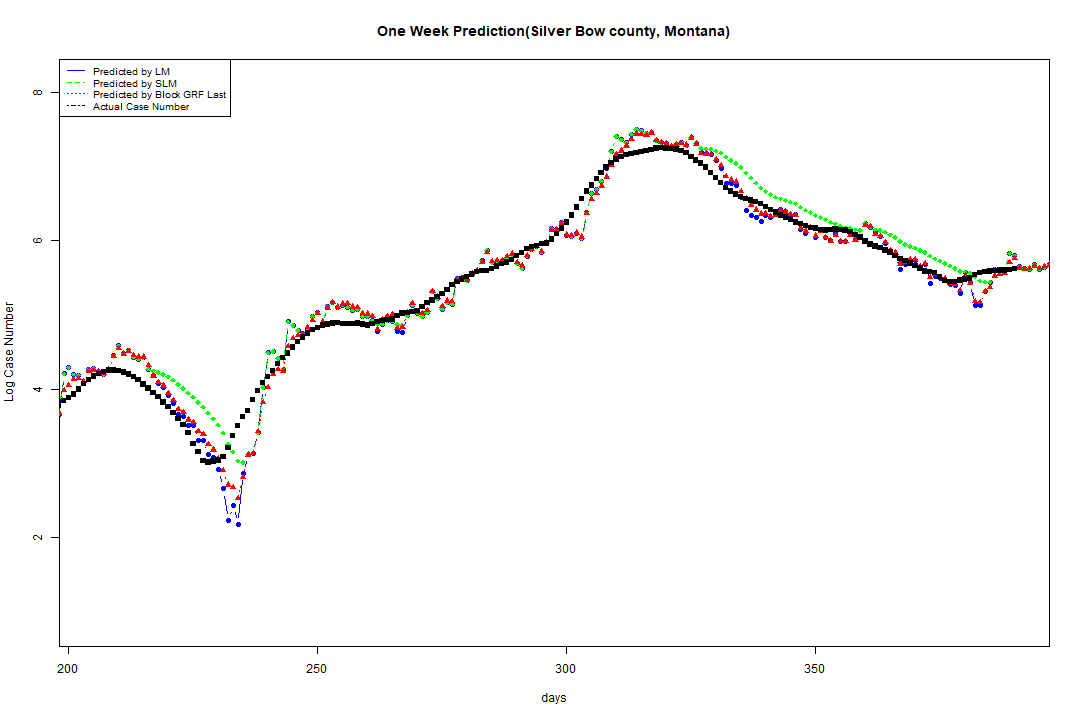 One Week Prediction(Silver Bow county, Montana)
Predicted by LM
Predicted by SLM
Predicted by Block GRF Last
Actual Case Number
8
6
4
2
Log Case Number
200 250 300 350
days